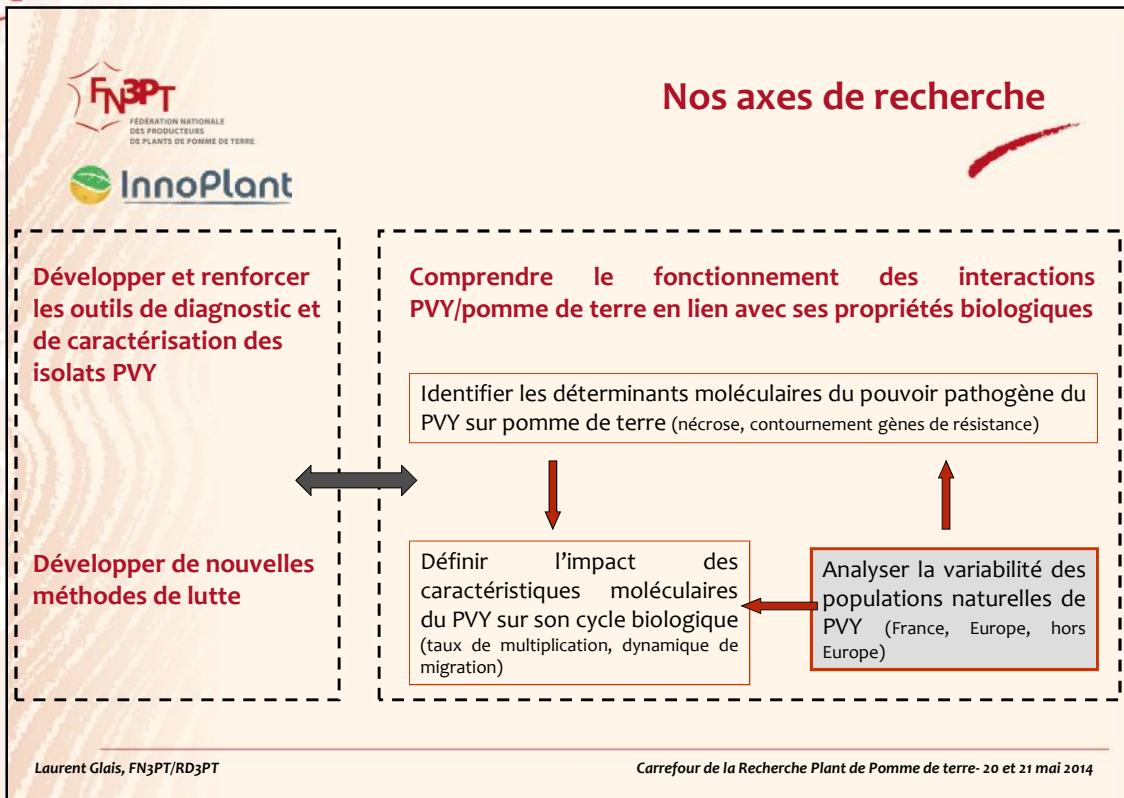 FN3PT
FÉDÉRATION NATIONALE
DES PRODUCTEURS
DE PLANTS DE POMME DE TERRE
InnoPlant
Nos axes de recherche
Développer et renforcer
les outils de diagnostic et
de caractérisation des
isolats PVY
Développer de nouvelles
méthodes de lutte
Comprendre le fonctionnement des interactions
PVY/pomme de terre en lien avec ses propriétés biologiques
Identifier les déterminants moléculaires du pouvoir pathogène du
PVY sur pomme de terre (nécrose, contournement gènes de résistance)
Définir l’impact des
caractéristiques moléculaires
du PVY sur son cycle biologique
(taux de multiplication, dynamique de
migration)
Analyser la variabilité des
populations naturelles de
PVY (France, Europe, hors
Europe)
Laurent Glais, FN3PT/RD3PT
Carrefour de la Recherche Plant de Pomme de terre- 20 et 21 mai 2014